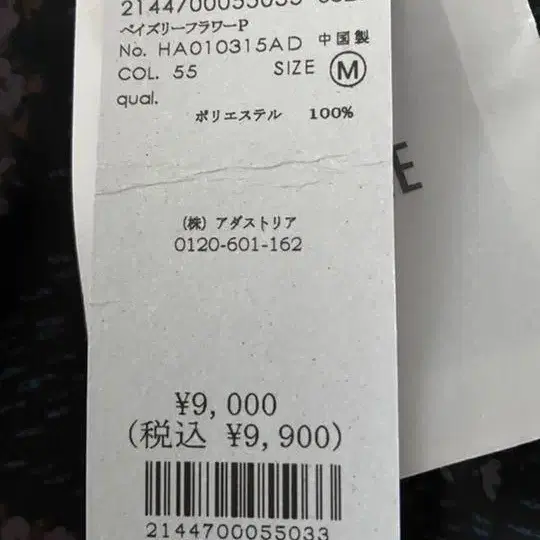 2144700055033
ペイズリーフラワーP
No. HA010315AD 中国製
COL. 55 SIZE M
qual.
ポリエステル 100%
E
(株) アダストリア
0120-601-162
¥9,000
(税込 ¥9,900)
2144700055033